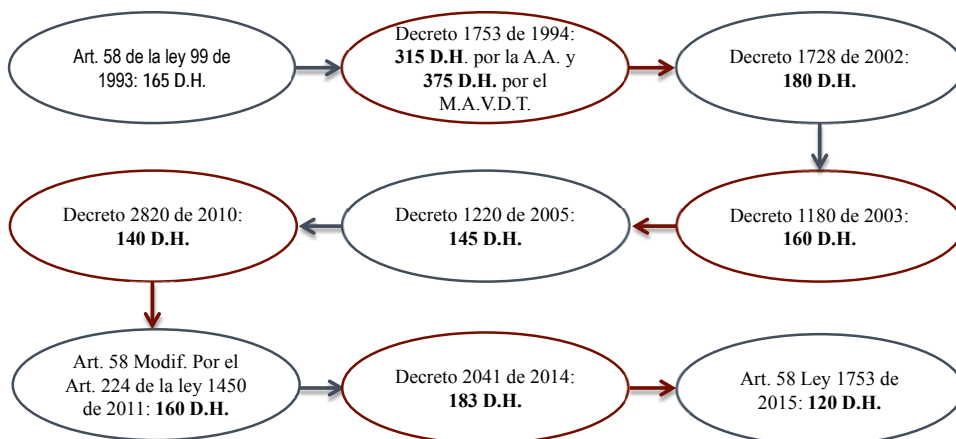 Art. 58 de la ley 99 de
1993: 165 D.H.
Decreto 1753 de 1994:
315 D.H. por la A.A. y
375 D.H. por el
M.A.V.D.T.
Decreto 1728 de 2002:
180 D.H.
Decreto 1180 de 2003:
160 D.H.
Decreto 1220 de 2005:
145 D.H.
Decreto 2820 de 2010:
140 D.H.
Art. 58 Modif. Por el
Art. 224 de la ley 1450
de 2011: 160 D.H.
Decreto 2041 de 2014:
183 D.H.
Art. 58 Ley 1753 de
2015: 120 D.H.